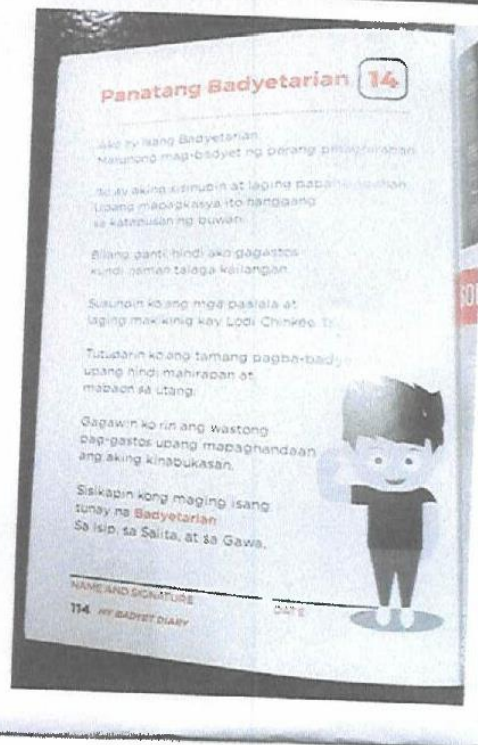 Panatang Badyetarian 14
Ako ay isang Badyetarian.
Marunong mag-badyet ng perang pinaghirapan.
Ito ay aking sisinupin at laging
Upang mapagkasya ito hanggang
sa katapusan ng buwan.
Bilang ganti, hindi ako gagastos
kundi naman talaga kailangan.
Susundin ko ang mga paalala at
laging makikinig kay Lodi Chinkee
Tutuparin ko ang tamang pagba-badye
upang hindi mahirapan at
mabaon sa utang.
Gagawin ko rin ang wastong
pag-gastos upang mapaghandaan
ang aking kinabukasan.
Sisikapin kong maging isang
tunay na Badyetarian
Sa Isip, sa Salita, at sa Gawa.
NAME AND SIGNATURE DATE
114 MY BADYET DIARY